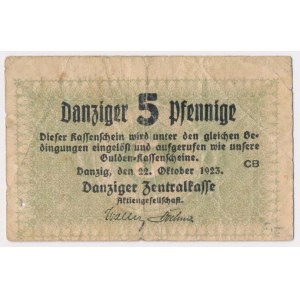 Danziger 5 Pfennige
Dieser Kassenschein wird unter den gleichen Be-
dingungen eingelöst und aufgerufen wie unsere
Gulden-Kassenscheine.
CB
Danzig, den 22. Oktober 1923.
Danziger Zentralkasse
Aktiengesellschaft.